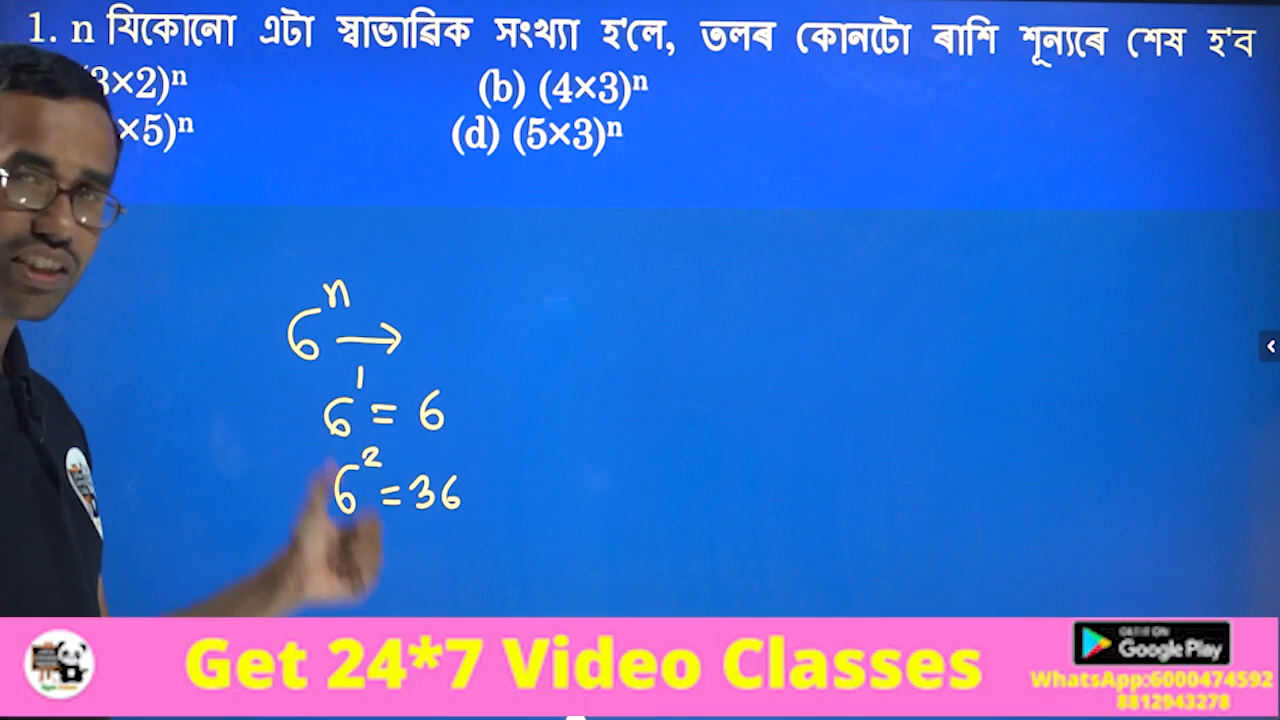 1. n যিকোনো এটা স্বাভাৱিক সংখ্যা হ'লে, তলৰ কোনটো ৰাশি শূন্যৰে শেষ হ'ব
3×2)ⁿ (b) (4×3)ⁿ
×5)ⁿ (d) (5×3)ⁿ
6ⁿ →
6¹ = 6
6² = 36
Get 24*7 Video Classes
GET IT ON
Google Play
WhatsApp:6000474592
8812943278